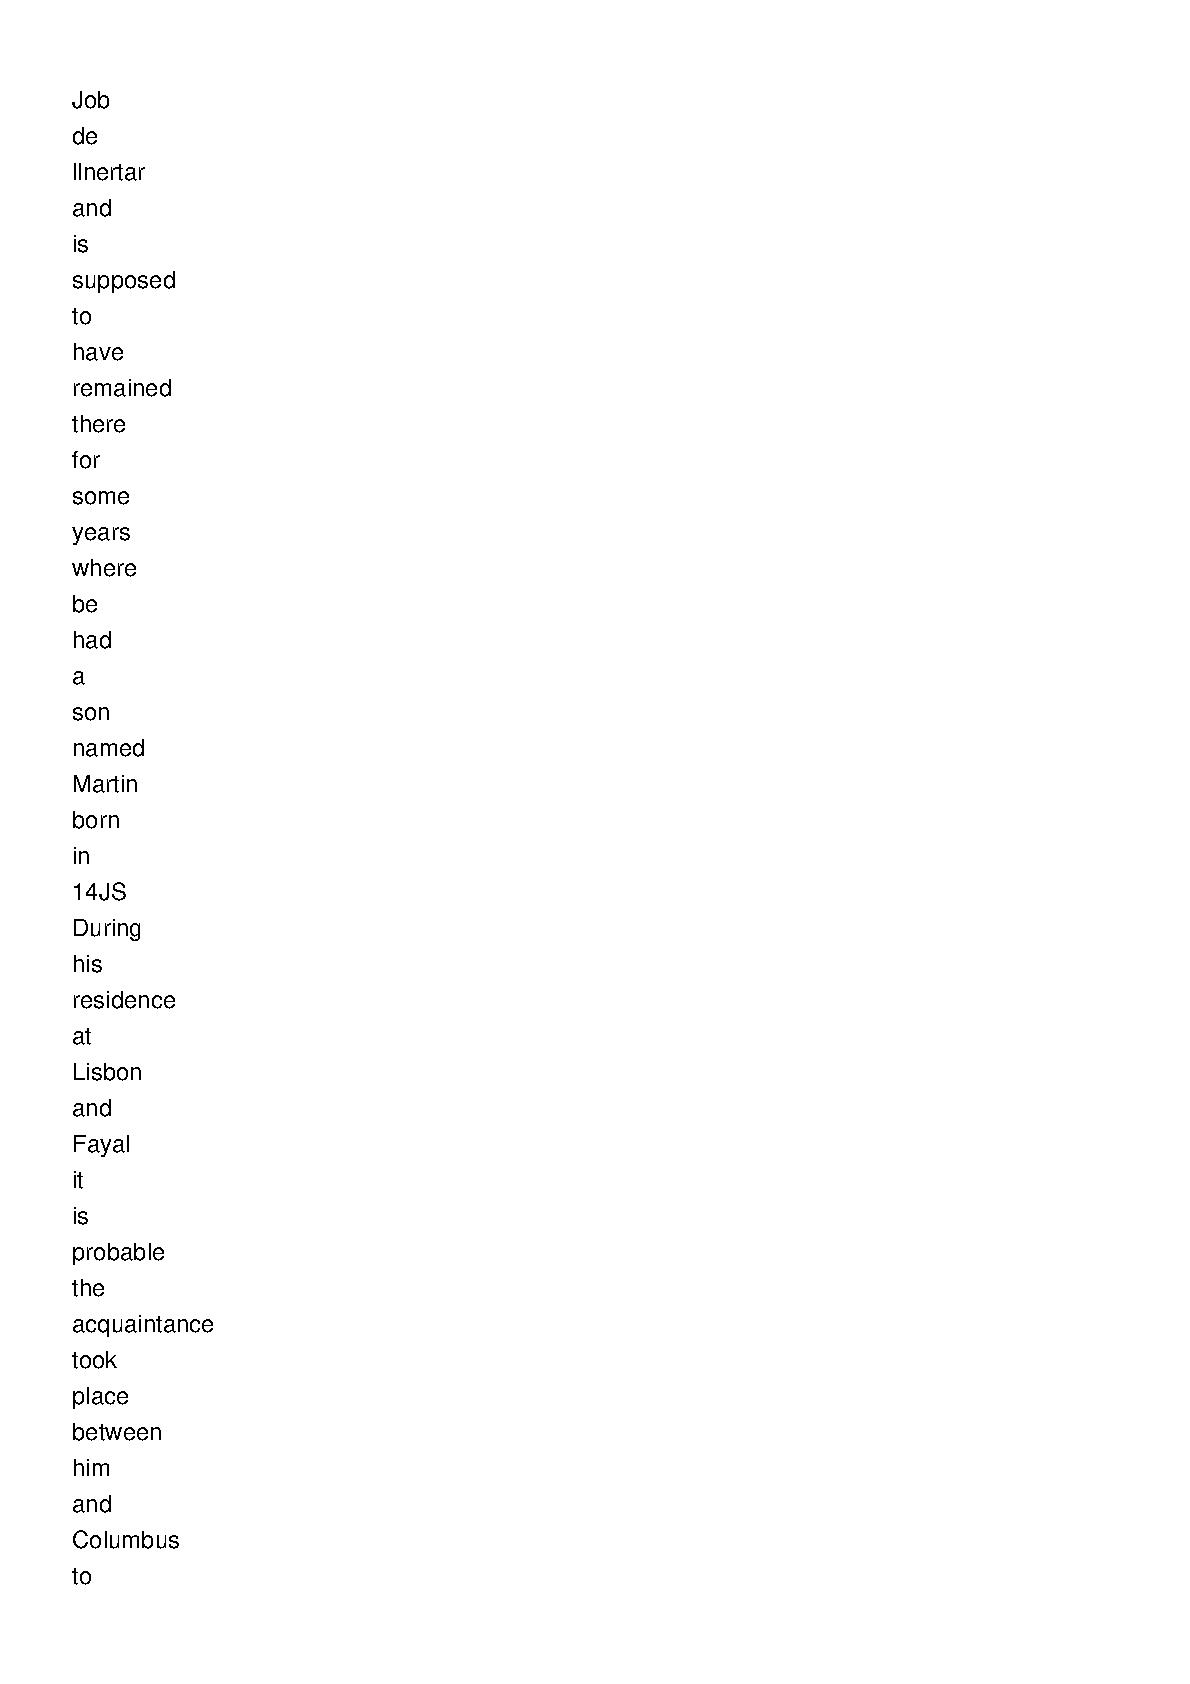 Job
de
IInertar
and
is
supposed
to
have
remained
there
for
some
years
where
be
had
a
son
named
Martin
born
in
14JS
During
his
residence
at
Lisbon
and
Fayal
it
is
probable
the
acquaintance
took
place
between
him
and
Columbus
to